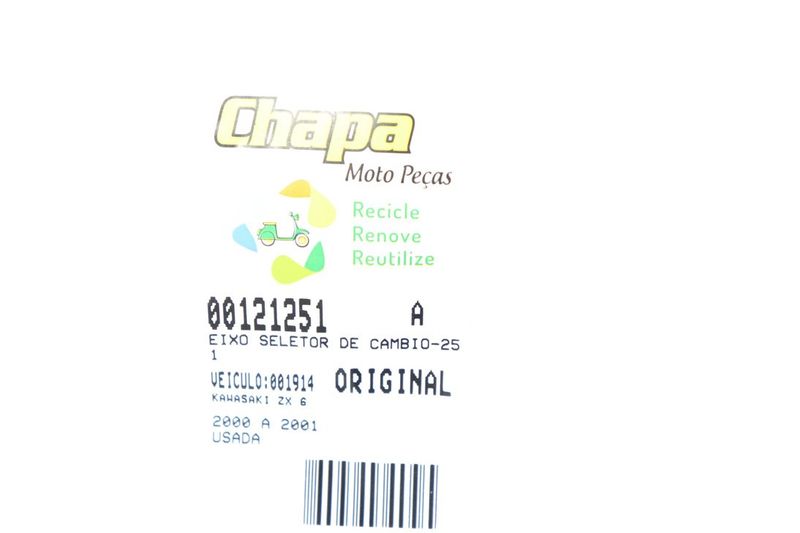 Chapa
Moto Peças
Recicle
Renove
Reutilize
00121251 A
EIXO SELETOR DE CAMBIO-25
1
VEICULO:001914 ORIGINAL
KAWASAKI ZX 6
2000 A 2001
USADA